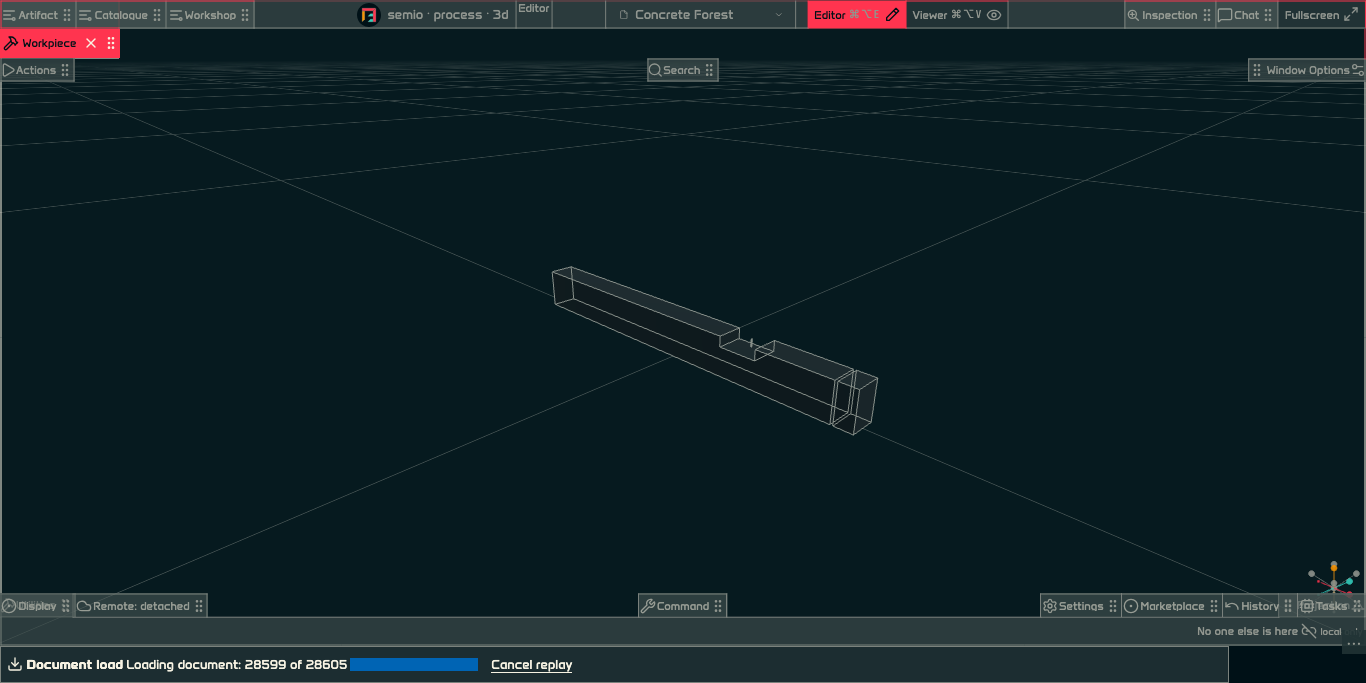 Artifact
Catalogue
Workshop
semio · process · 3d
Editor
Concrete Forest
Editor ⌘⌥E
Viewer ⌘⌥V
Inspection
Chat
Fullscreen
Workpiece
Actions
Search
Window Options
Display
Remote: detached
Command
Settings
Marketplace
History
Tasks
No one else is here
local
Document load Loading document: 28599 of 28605
Cancel replay